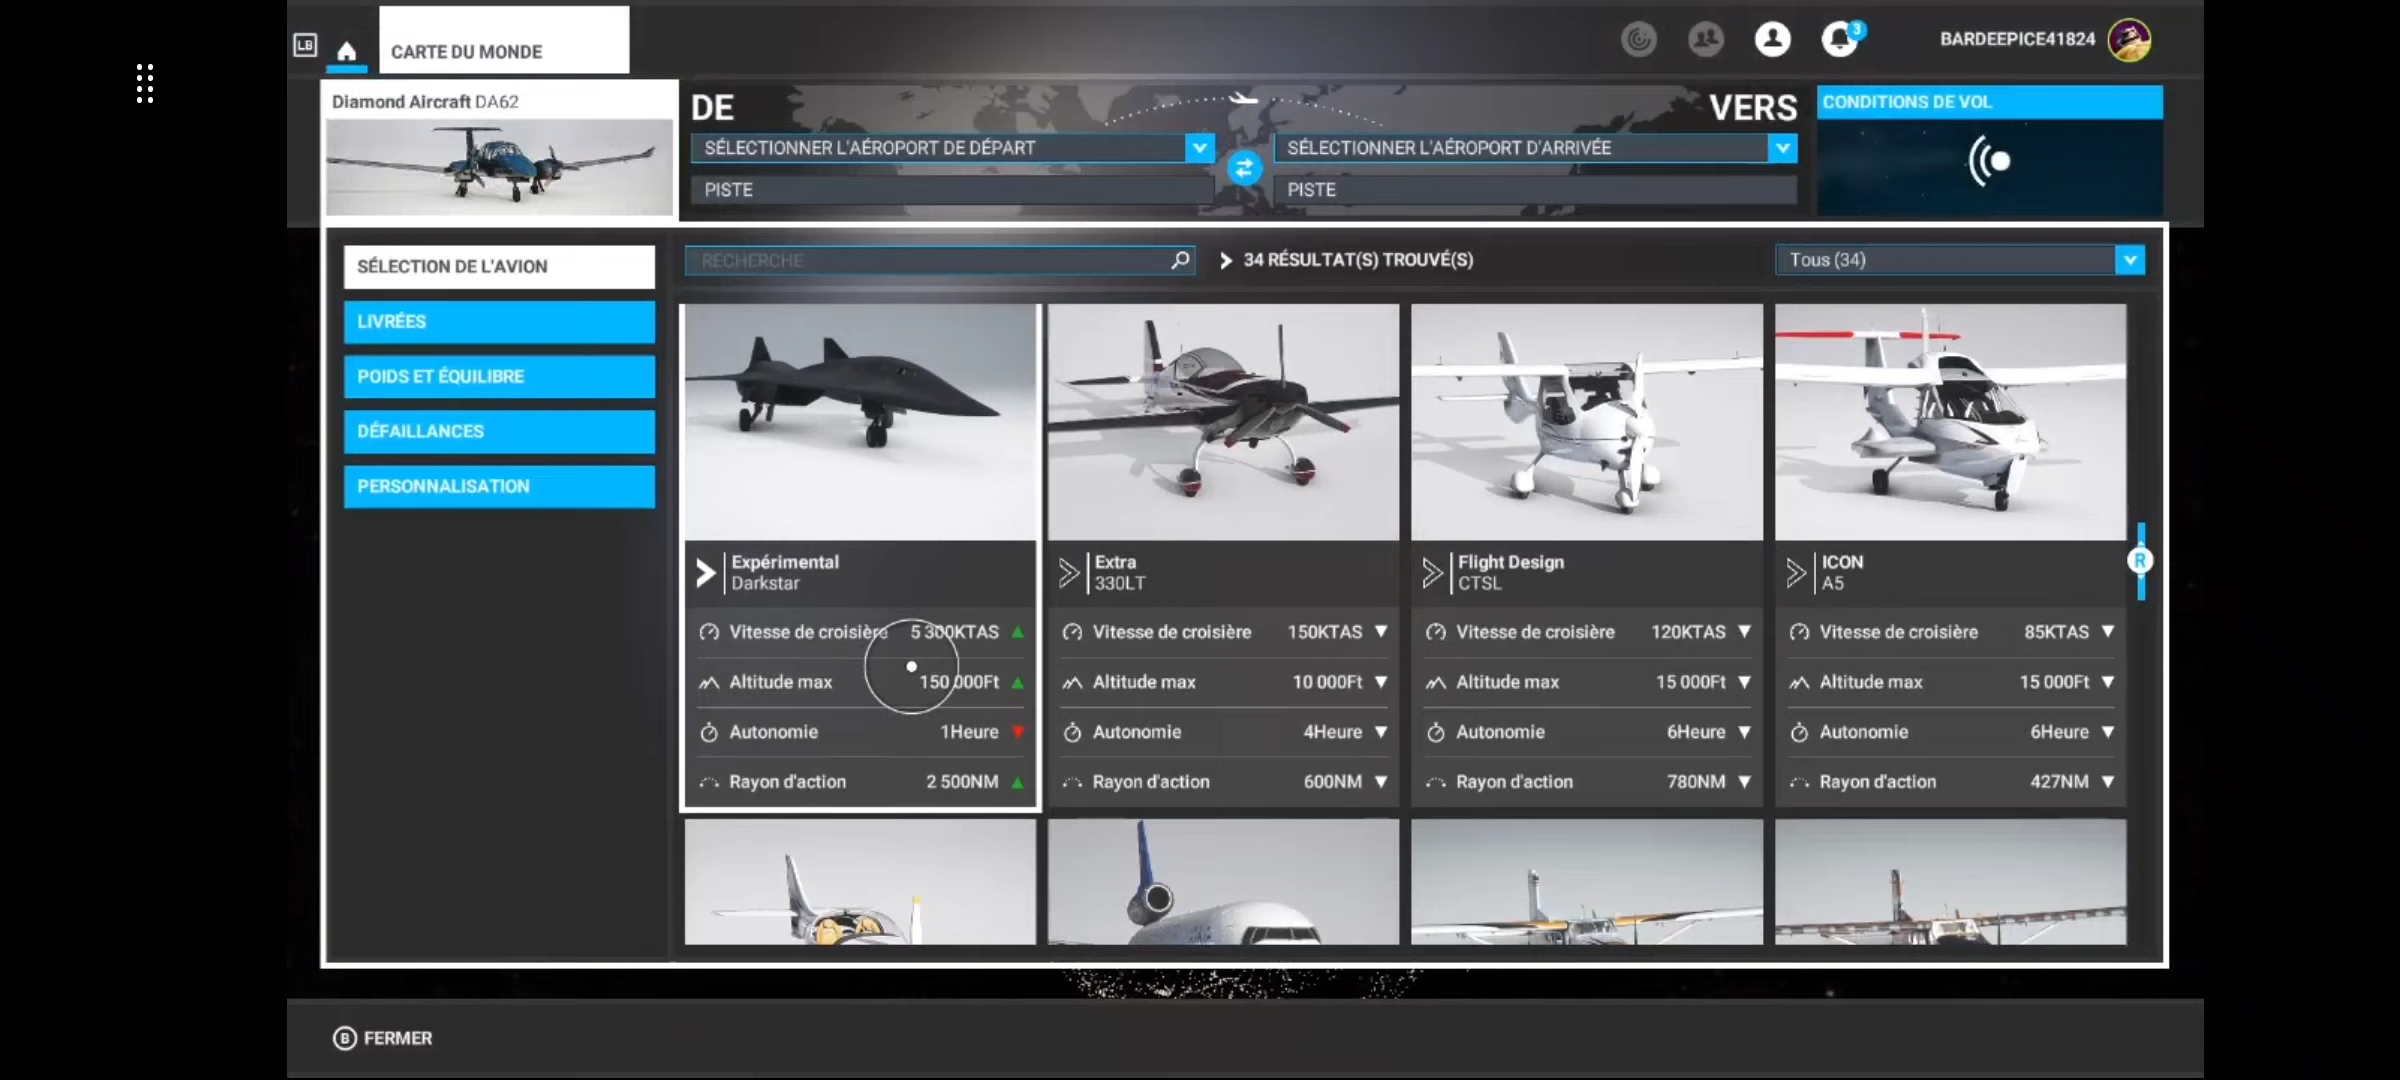 LB
CARTE DU MONDE
3
BARDEEPICE41824
Diamond Aircraft DA62
DE
VERS
SÉLECTIONNER L'AÉROPORT DE DÉPART
PISTE
SÉLECTIONNER L'AÉROPORT D'ARRIVÉE
PISTE
CONDITIONS DE VOL
SÉLECTION DE L'AVION
LIVRÉES
POIDS ET ÉQUILIBRE
DÉFAILLANCES
PERSONNALISATION
RECHERCHE
34 RÉSULTAT(S) TROUVÉ(S)
Tous (34)
Expérimental
Darkstar
Vitesse de croisière 5 300KTAS
Altitude max 150 000Ft
Autonomie 1Heure
Rayon d'action 2 500NM
Extra
330LT
Vitesse de croisière 150KTAS
Altitude max 10 000Ft
Autonomie 4Heure
Rayon d'action 600NM
Flight Design
CTSL
Vitesse de croisière 120KTAS
Altitude max 15 000Ft
Autonomie 6Heure
Rayon d'action 780NM
ICON
A5
Vitesse de croisière 85KTAS
Altitude max 15 000Ft
Autonomie 6Heure
Rayon d'action 427NM
R
B FERMER